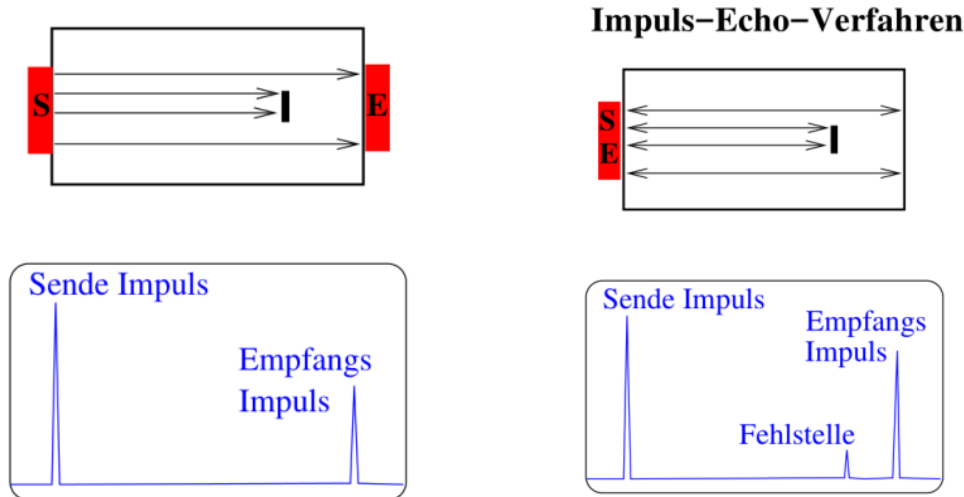 Impuls-Echo-Verfahren
S
E
S
E
Sende Impuls
Empfangs
Impuls
Sende Impuls
Empfangs
Impuls
Fehlstelle